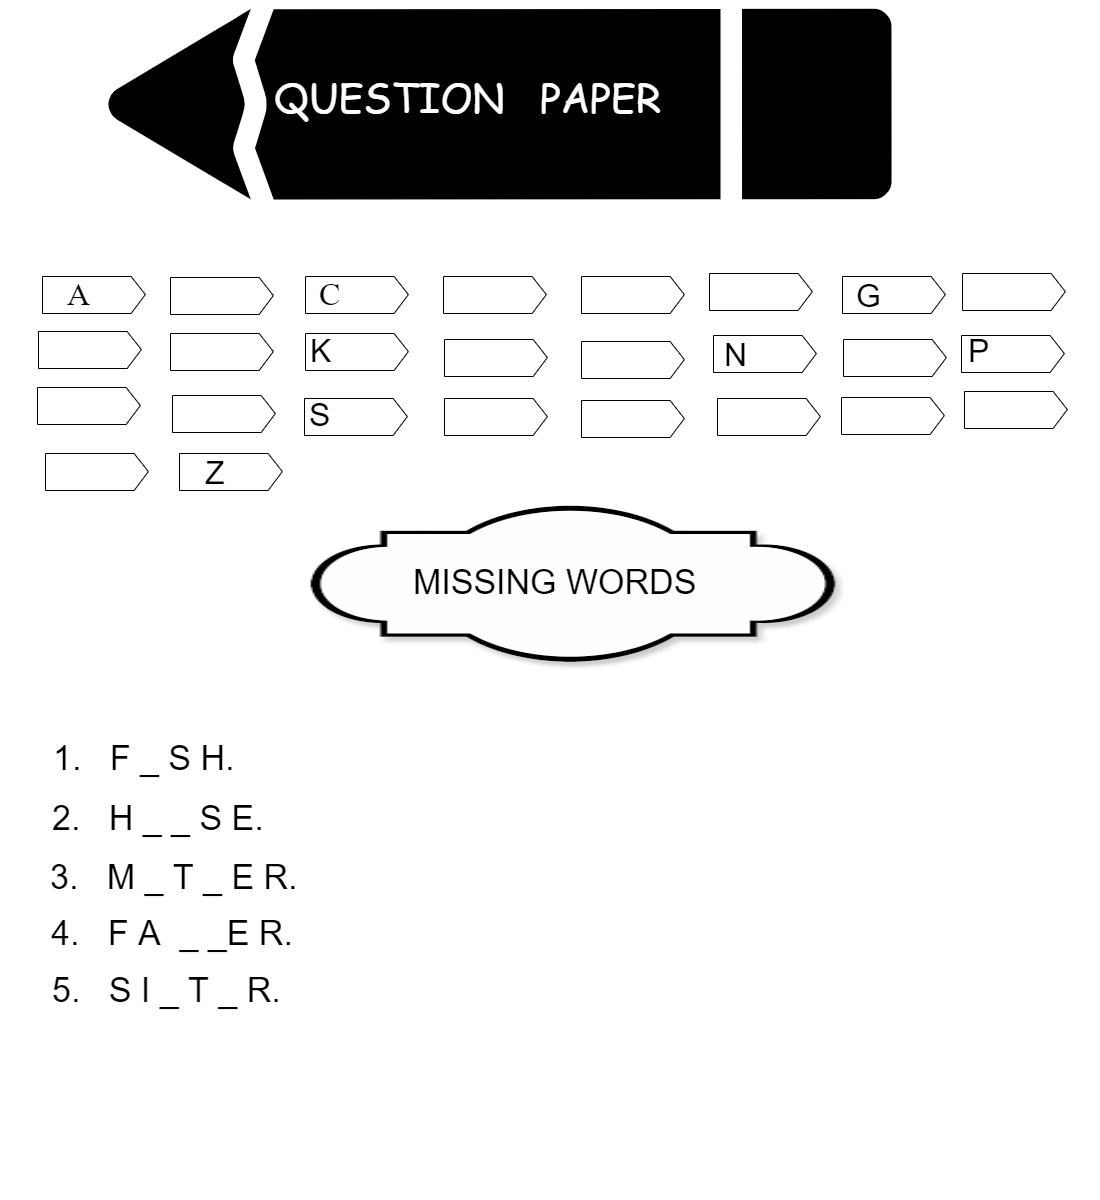 QUESTION PAPER
A C G
K N P
S
Z
MISSING WORDS
1. F _ S H.
2. H _ _ S E.
3. M _ T _ E R.
4. F A _ _E R.
5. S I _ T _ R.